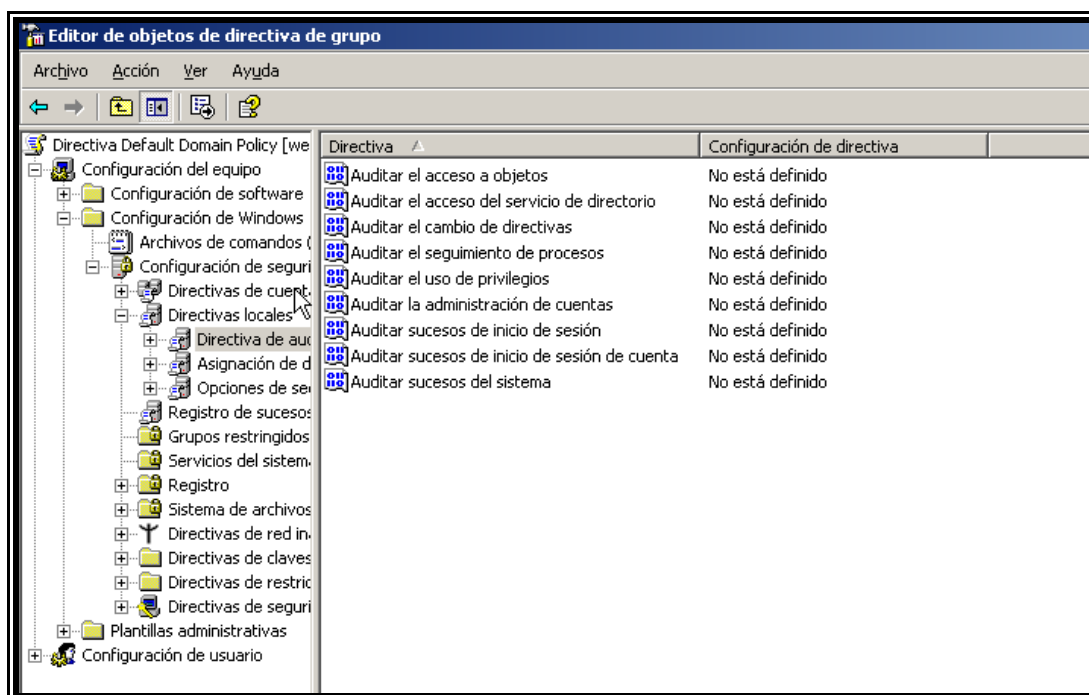 Editor de objetos de directiva de grupo
Archivo Acción Ver Ayuda
Directiva Default Domain Policy [we
Configuración del equipo
Configuración de software
Configuración de Windows
Archivos de comandos (
Configuración de seguri
Directivas de cuent
Directivas locales
Directiva de aud
Asignación de d
Opciones de se
Registro de sucesos
Grupos restringidos
Servicios del sistem
Registro
Sistema de archivos
Directivas de red in
Directivas de claves
Directivas de restric
Directivas de seguri
Plantillas administrativas
Configuración de usuario
Directiva Configuración de directiva
Auditar el acceso a objetos No está definido
Auditar el acceso del servicio de directorio No está definido
Auditar el cambio de directivas No está definido
Auditar el seguimiento de procesos No está definido
Auditar el uso de privilegios No está definido
Auditar la administración de cuentas No está definido
Auditar sucesos de inicio de sesión No está definido
Auditar sucesos de inicio de sesión de cuenta No está definido
Auditar sucesos del sistema No está definido